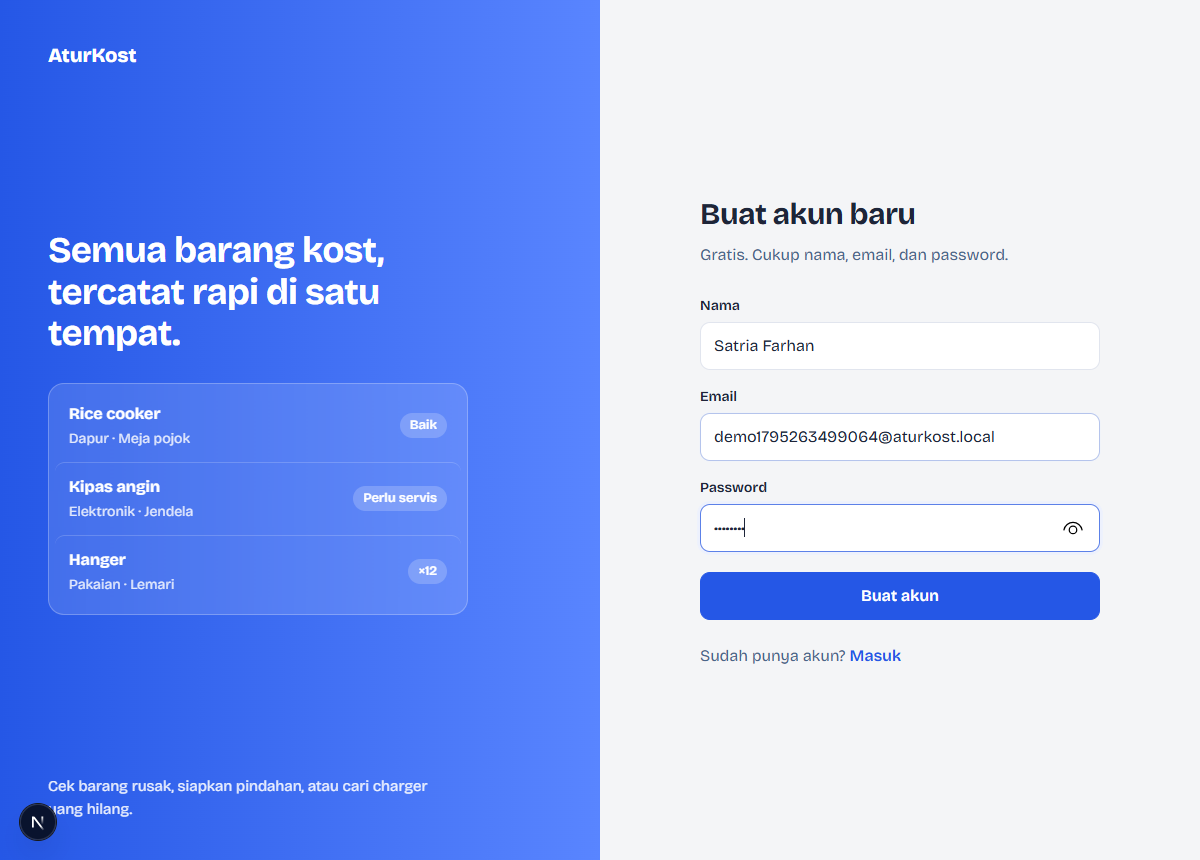 AturKost
Semua barang kost,
tercatat rapi di satu
tempat.
Rice cooker
Dapur · Meja pojok
Baik
Kipas angin
Elektronik · Jendela
Perlu servis
Hanger
Pakaian · Lemari
×12
Cek barang rusak, siapkan pindahan, atau cari charger
yang hilang.
N
Buat akun baru
Gratis. Cukup nama, email, dan password.
Nama
Satria Farhan
Email
demo1795263499064@aturkost.local
Password
Buat akun
Sudah punya akun? Masuk